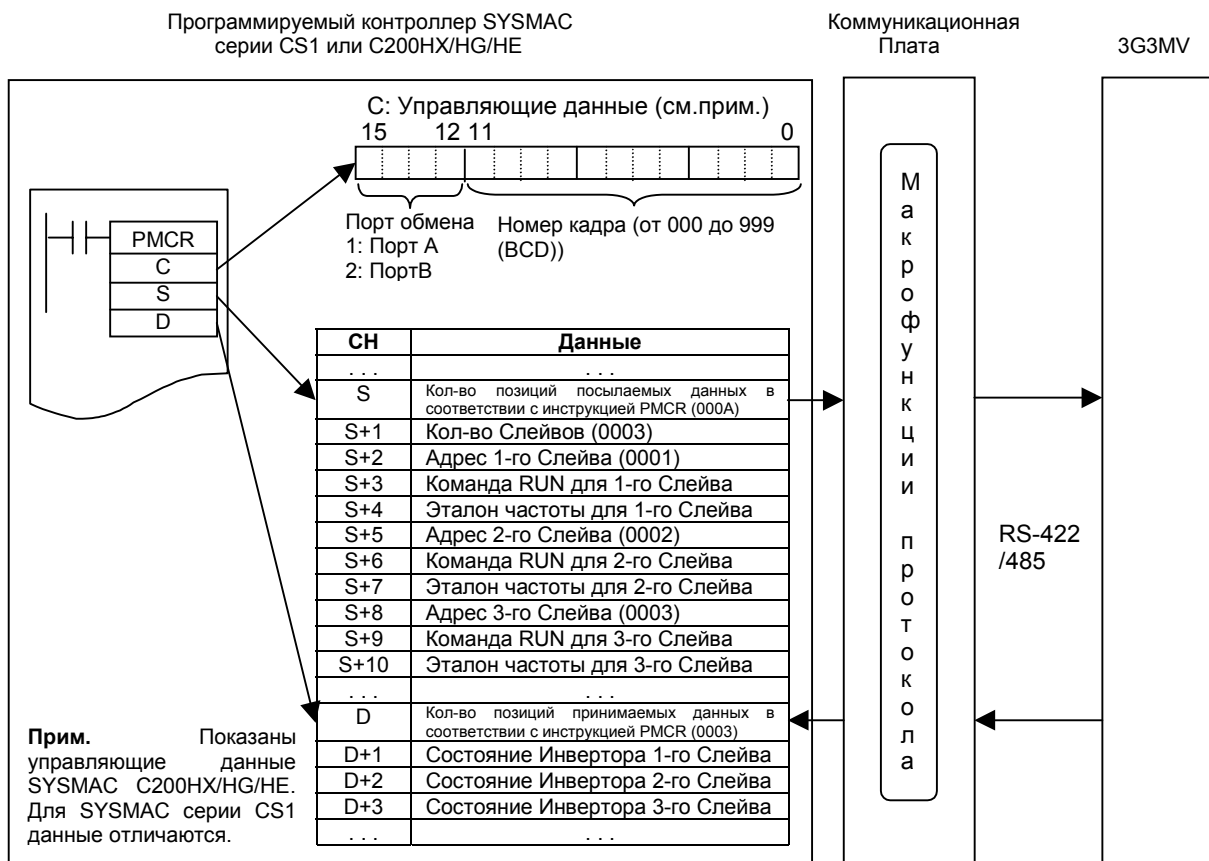 Программируемый контроллер SYSMAC
серии CS1 или C200HX/HG/HE
Коммуникационная
Плата
3G3MV
C: Управляющие данные (см.прим.)
15 12 11 0
Порт обмена
1: Порт А
2: ПортВ
Номер кадра (от 000 до 999
(BCD))
PMCR
C
S
D
CH Данные
. . . . . .
S Кол-во позиций посылаемых данных в
соответствии с инструкцией PMCR (000A)
S+1 Кол-во Слейвов (0003)
S+2 Адрес 1-го Слейва (0001)
S+3 Команда RUN для 1-го Слейва
S+4 Эталон частоты для 1-го Слейва
S+5 Адрес 2-го Слейва (0002)
S+6 Команда RUN для 2-го Слейва
S+7 Эталон частоты для 2-го Слейва
S+8 Адрес 3-го Слейва (0003)
S+9 Команда RUN для 3-го Слейва
S+10 Эталон частоты для 3-го Слейва
. . . . . .
D Кол-во позиций принимаемых данных в
соответствии с инструкцией PMCR (0003)
D+1 Состояние Инвертора 1-го Слейва
D+2 Состояние Инвертора 2-го Слейва
D+3 Состояние Инвертора 3-го Слейва
. . . . . .
Прим. Показаны
управляющие данные
SYSMAC C200HX/HG/HE.
Для SYSMAC серии CS1
данные отличаются.
Макрофункции протокола
RS-422
/485